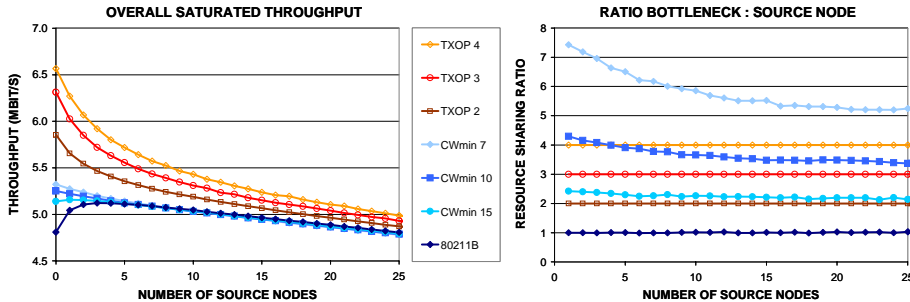 OVERALL SATURATED THROUGHPUT
THROUGHPUT (MBIT/S)
7.0
6.5
6.0
5.5
5.0
4.5
0 5 10 15 20 25
NUMBER OF SOURCE NODES
TXOP 4
TXOP 3
TXOP 2
CWmin 7
CWmin 10
CWmin 15
80211B
RATIO BOTTLENECK : SOURCE NODE
RESOURCE SHARING RATIO
8
7
6
5
4
3
2
1
0
0 5 10 15 20 25
NUMBER OF SOURCE NODES